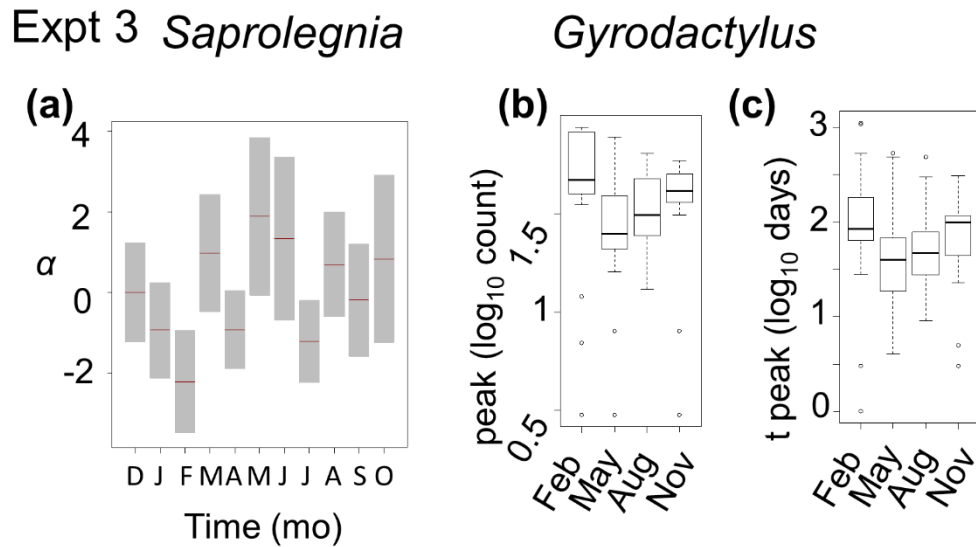 Expt 3 Saprolegnia
Gyrodactylus
(a)
4
2
0
-2
α
D J F M A M J J A S O
Time (mo)
(b)
1.5
1
0.5
peak (log10 count)
Feb May Aug Nov
(c)
3
2
1
0
t peak (log10 days)
Feb May Aug Nov